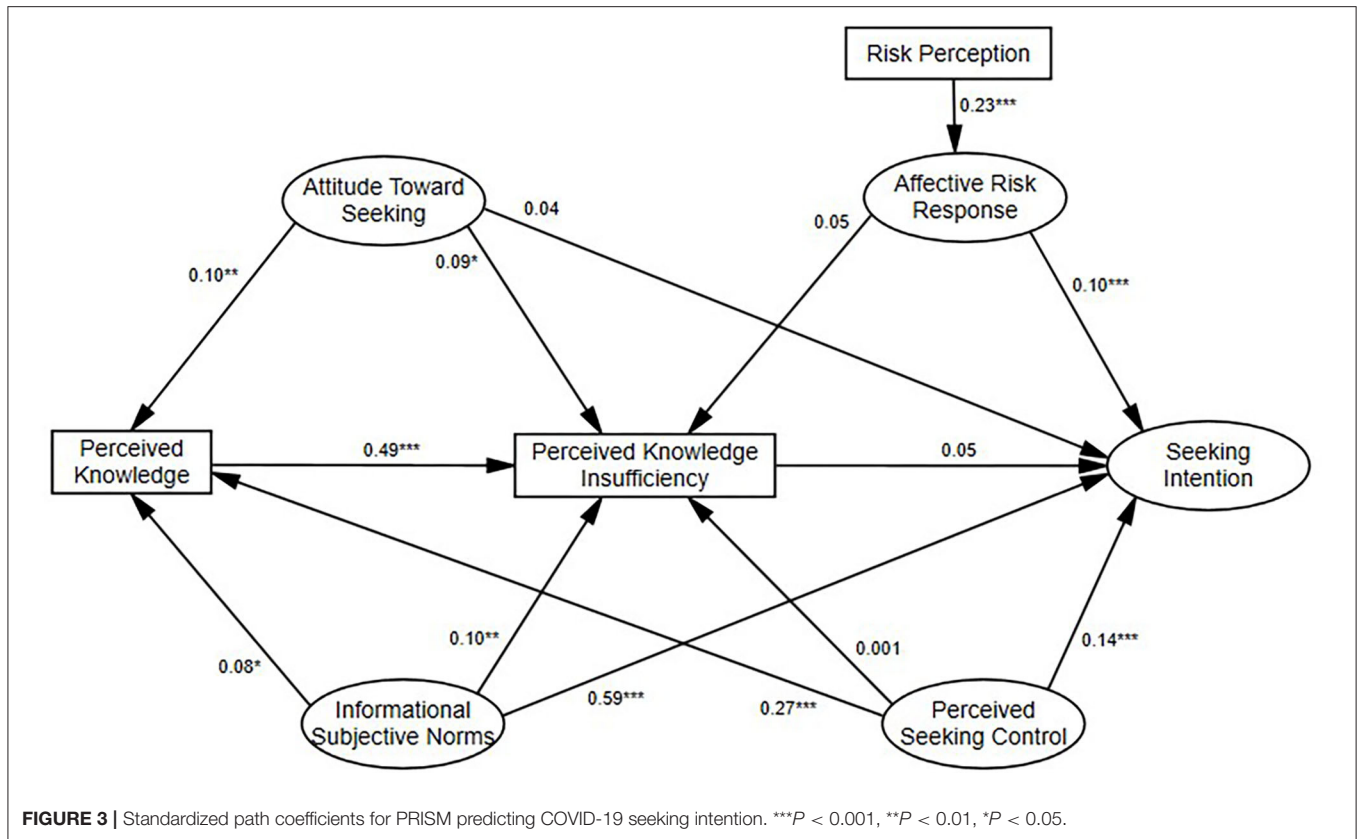 Risk Perception
0.23***
Attitude Toward
Seeking
Affective Risk
Response
0.04
0.05
0.10**
0.09*
0.10***
Perceived
Knowledge
0.49***
Perceived Knowledge
Insufficiency
0.05
Seeking
Intention
0.08*
0.10**
0.59***
0.27***
0.001
0.14***
Informational
Subjective Norms
Perceived
Seeking Control
FIGURE 3 | Standardized path coefficients for PRISM predicting COVID-19 seeking intention. ***P < 0.001, **P < 0.01, *P < 0.05.